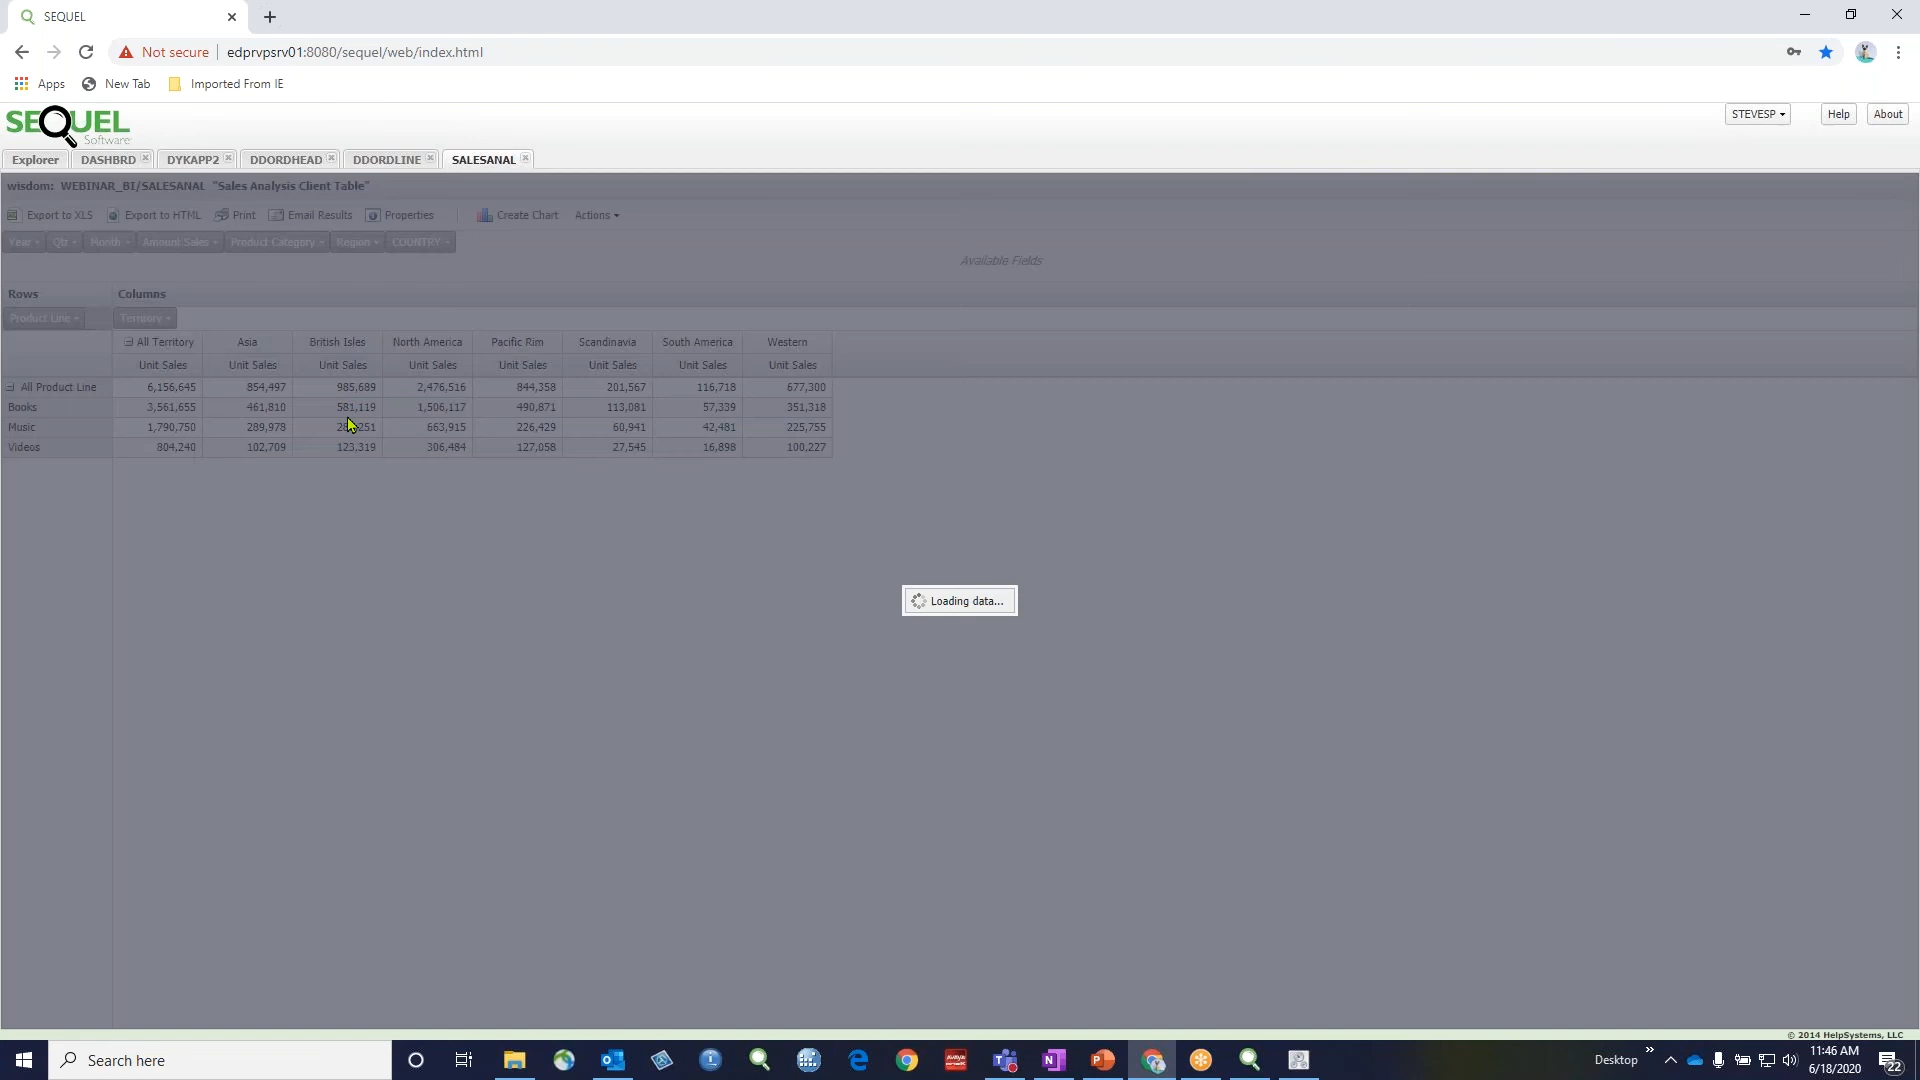 SEQUEL
Not secure
edprvpsrv01:8080/sequel/web/index.html
Apps
New Tab
Imported From IE
SEQUEL
Software
STEVESP
Help
About
Explorer
DASHBRD
DYKAPP2
DDORDHEAD
DDORDLINE
SALESANAL
wisdom: WEBINAR_BI/SALESANAL "Sales Analysis Client Table"
Export to XLS
Export to HTML
Print
Email Results
Properties
Create Chart
Actions
Year
Qtr
Month
Amount Sales
Product Category
Region
COUNTRY
Available Fields
Rows
Columns
Product Line
Territory
All Territory Asia British Isles North America Pacific Rim Scandinavia South America Western
Unit Sales Unit Sales Unit Sales Unit Sales Unit Sales Unit Sales Unit Sales Unit Sales
All Product Line 6,156,645 854,497 985,689 2,476,516 844,358 201,567 116,718 677,300
Books 3,561,655 461,810 581,119 1,506,117 490,871 113,081 57,339 351,318
Music 1,790,750 289,978 663,915 226,429 60,941 42,481 225,755
Videos 804,240 102,709 123,319 306,484 127,058 27,545 16,898 100,227
Loading data...
© 2014 HelpSystems, LLC
Search here
Desktop
11:46 AM
6/18/2020
22